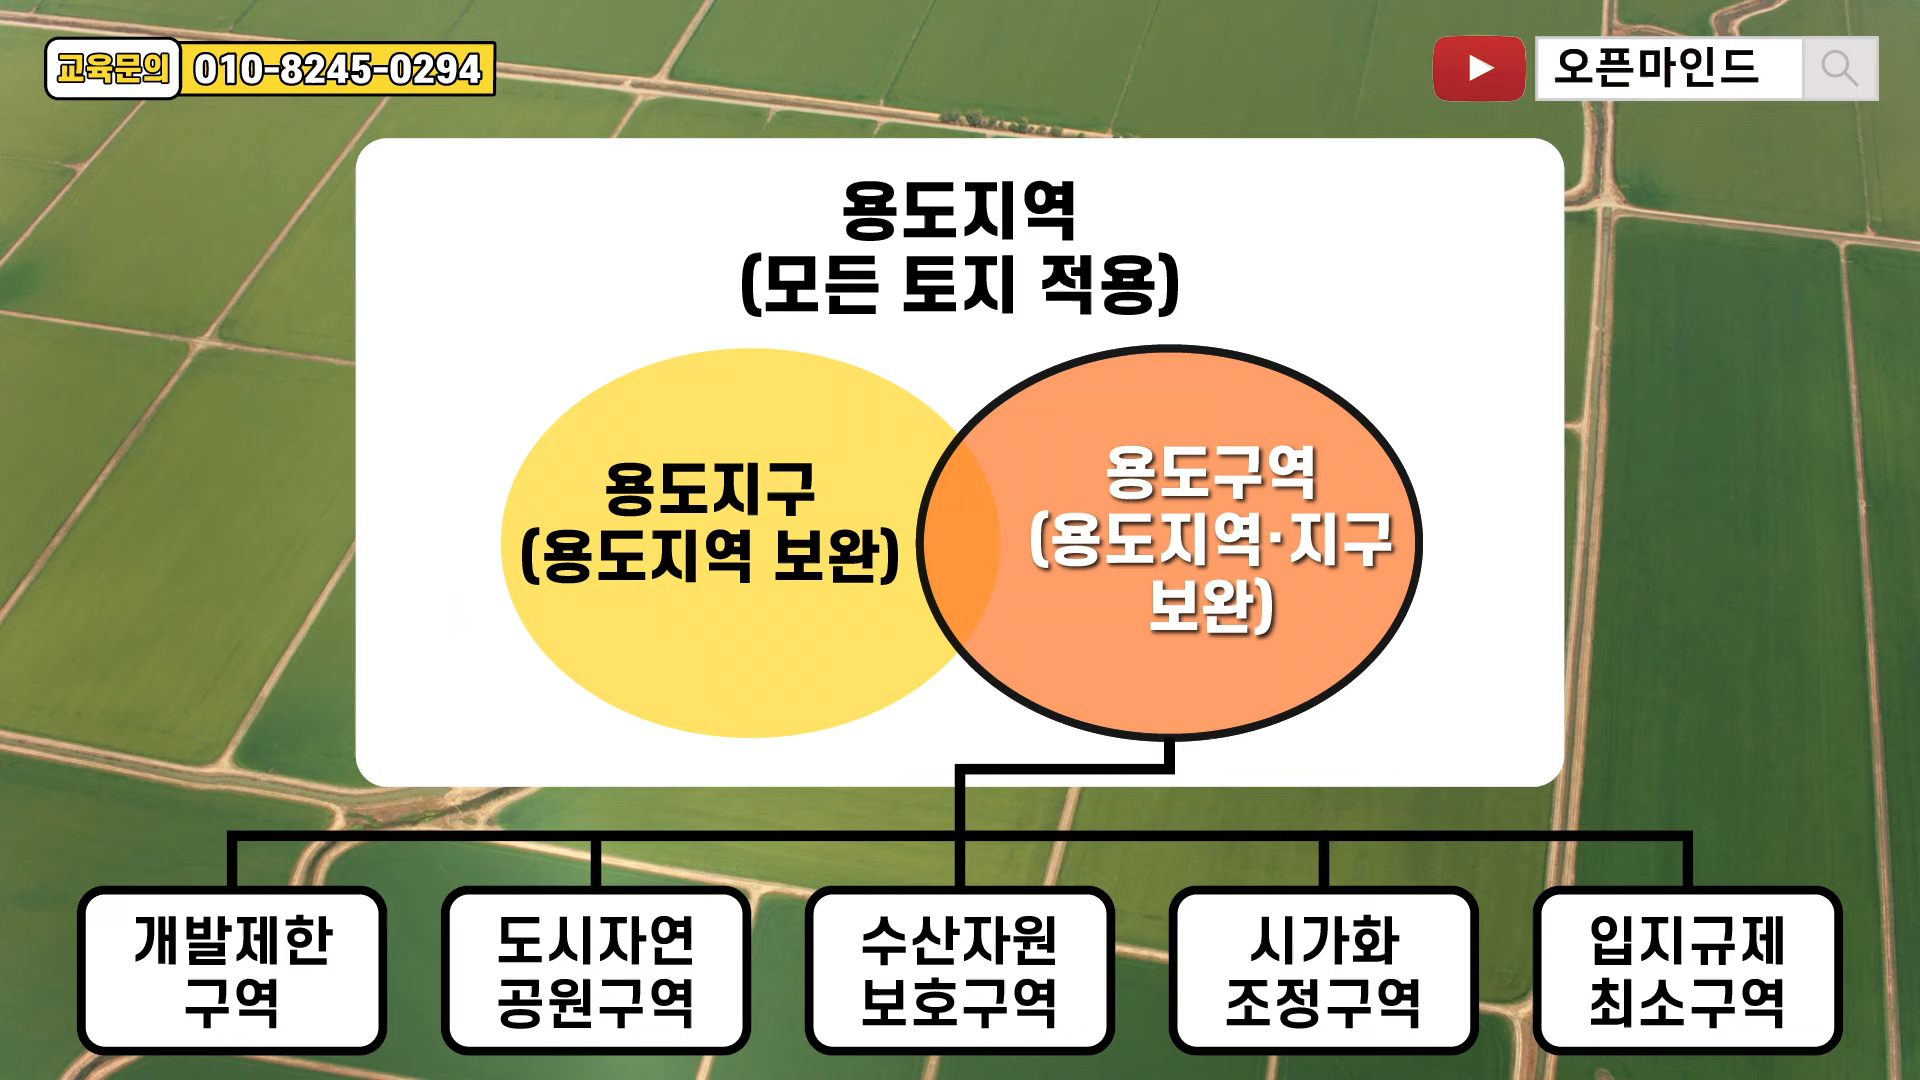 교육문의 010-8245-0294
오픈마인드
용도지역
(모든 토지 적용)
용도지구
(용도지역 보완)
용도구역
(용도지역·지구
보완)
개발제한
구역
도시자연
공원구역
수산자원
보호구역
시가화
조정구역
입지규제
최소구역